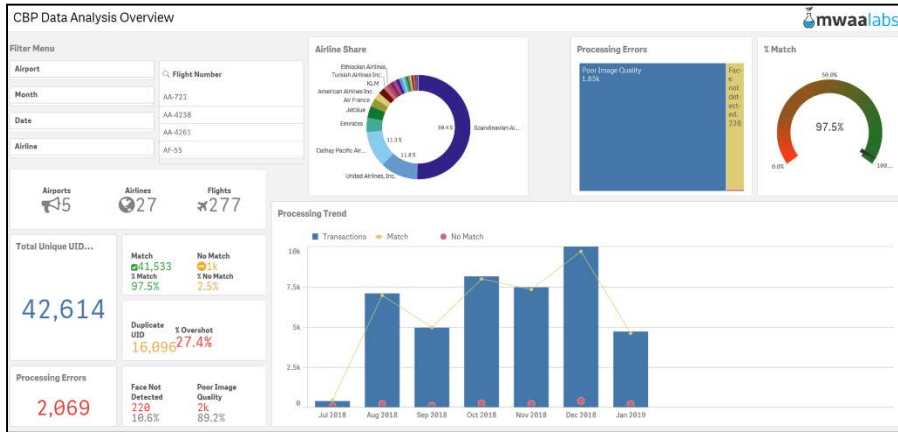 CBP Data Analysis Overview
mwaalabs
Filter Menu
Airport
Month
Date
Airline
Flight Number
AA-723
AA-4238
AA-4261
AF-55
Airline Share
Ethiopian Airlines
Turkish Airlines Inc.
KLM
American Airlines Inc.
Air France
Jetblue
Emirates
Cathay Pacific Air...
United Airlines, Inc.
Scandinavian Ai...
11.3%
11.8%
Processing Errors
Poor Image Quality
1.85k
Fac-
e
not
det-
ect-
ed.
220
% Match
50.0%
97.5%
0.0%
100...
Airports
5
Airlines
27
Flights
277
Total Unique UID...
42,614
Match
41,533
% Match
97.5%
No Match
1k
% No Match
2.5%
Duplicate
UID
16,096
% Overshot
27.4%
Processing Errors
2,069
Face Not
Detected
220
10.6%
Poor Image
Quality
2k
89.2%
Processing Trend
Transactions
Match
No Match
10k
7.5k
5k
2.5k
0
Jul 2018
Aug 2018
Sep 2018
Oct 2018
Nov 2018
Dec 2018
Jan 2019